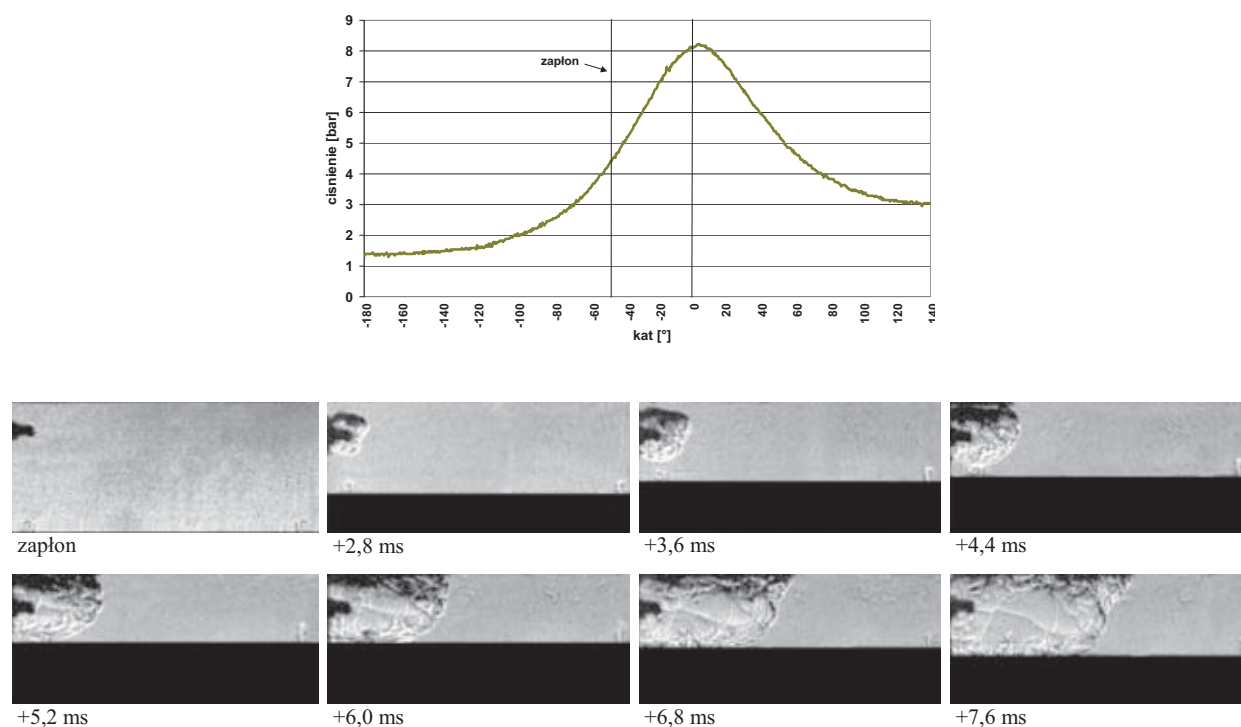 9
8
7
6
5
4
3
2
1
0
cisnienie [bar]
zapłon
-180 -160 -140 -120 -100 -80 -60 -40 -20 0 20 40 60 80 100 120 140
kat [°]
zapłon +2,8 ms +3,6 ms +4,4 ms
+5,2 ms +6,0 ms +6,8 ms +7,6 ms